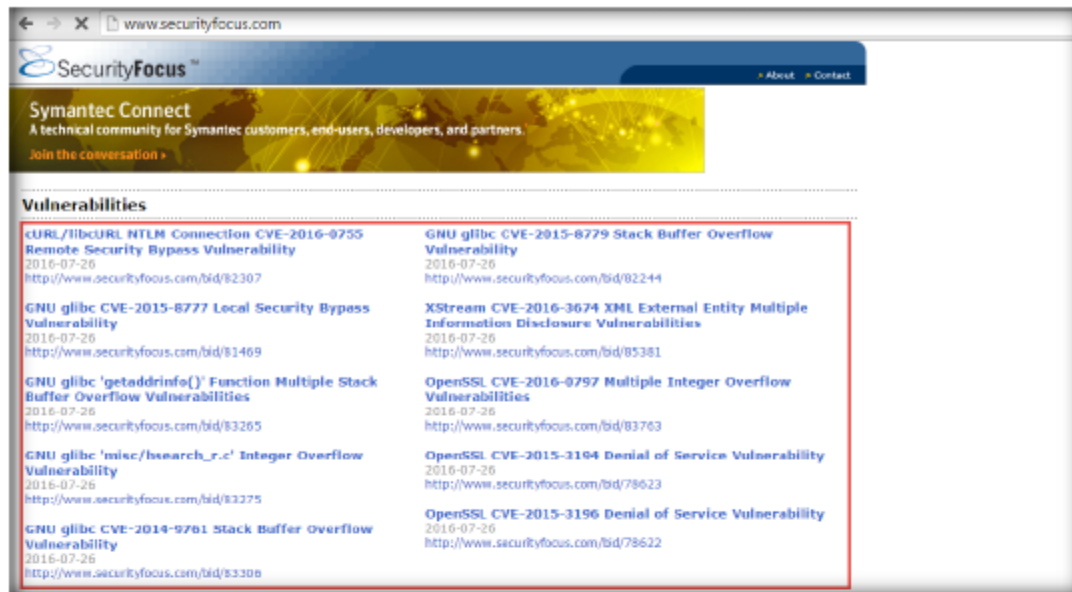 www.securityfocus.com
SecurityFocus™
About Contact
Symantec Connect
A technical community for Symantec customers, end-users, developers, and partners.
Join the conversation
Vulnerabilities
cURL/libcURL NTLM Connection CVE-2016-0755
Remote Security Bypass Vulnerability
2016-07-26
http://www.securityfocus.com/bid/82307
GNU glibc CVE-2015-8777 Local Security Bypass
Vulnerability
2016-07-26
http://www.securityfocus.com/bid/81469
GNU glibc 'getaddrinfo()' Function Multiple Stack
Buffer Overflow Vulnerabilities
2016-07-26
http://www.securityfocus.com/bid/83265
GNU glibc 'misc/hsearch_r.c' Integer Overflow
Vulnerability
2016-07-26
http://www.securityfocus.com/bid/83275
GNU glibc CVE-2014-9761 Stack Buffer Overflow
Vulnerability
2016-07-26
http://www.securityfocus.com/bid/83306
GNU glibc CVE-2015-8779 Stack Buffer Overflow
Vulnerability
2016-07-26
http://www.securityfocus.com/bid/82244
XStream CVE-2016-3674 XML External Entity Multiple
Information Disclosure Vulnerabilities
2016-07-26
http://www.securityfocus.com/bid/85381
OpenSSL CVE-2016-0797 Multiple Integer Overflow
Vulnerabilities
2016-07-26
http://www.securityfocus.com/bid/83763
OpenSSL CVE-2015-3194 Denial of Service Vulnerability
2016-07-26
http://www.securityfocus.com/bid/78623
OpenSSL CVE-2015-3196 Denial of Service Vulnerability
2016-07-26
http://www.securityfocus.com/bid/78622